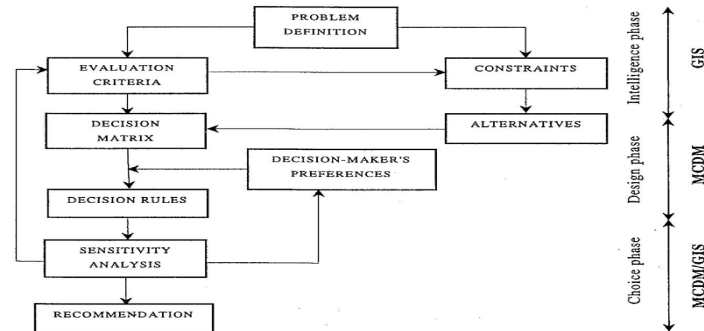 PROBLEM
DEFINITION
EVALUATION
CRITERIA
CONSTRAINTS
DECISION
MATRIX
ALTERNATIVES
DECISION-MAKER'S
PREFERENCES
DECISION RULES
SENSITIVITY
ANALYSIS
RECOMMENDATION
Intelligence phase
GIS
Design phase
MCDM
Choice phase
MCDM/GIS